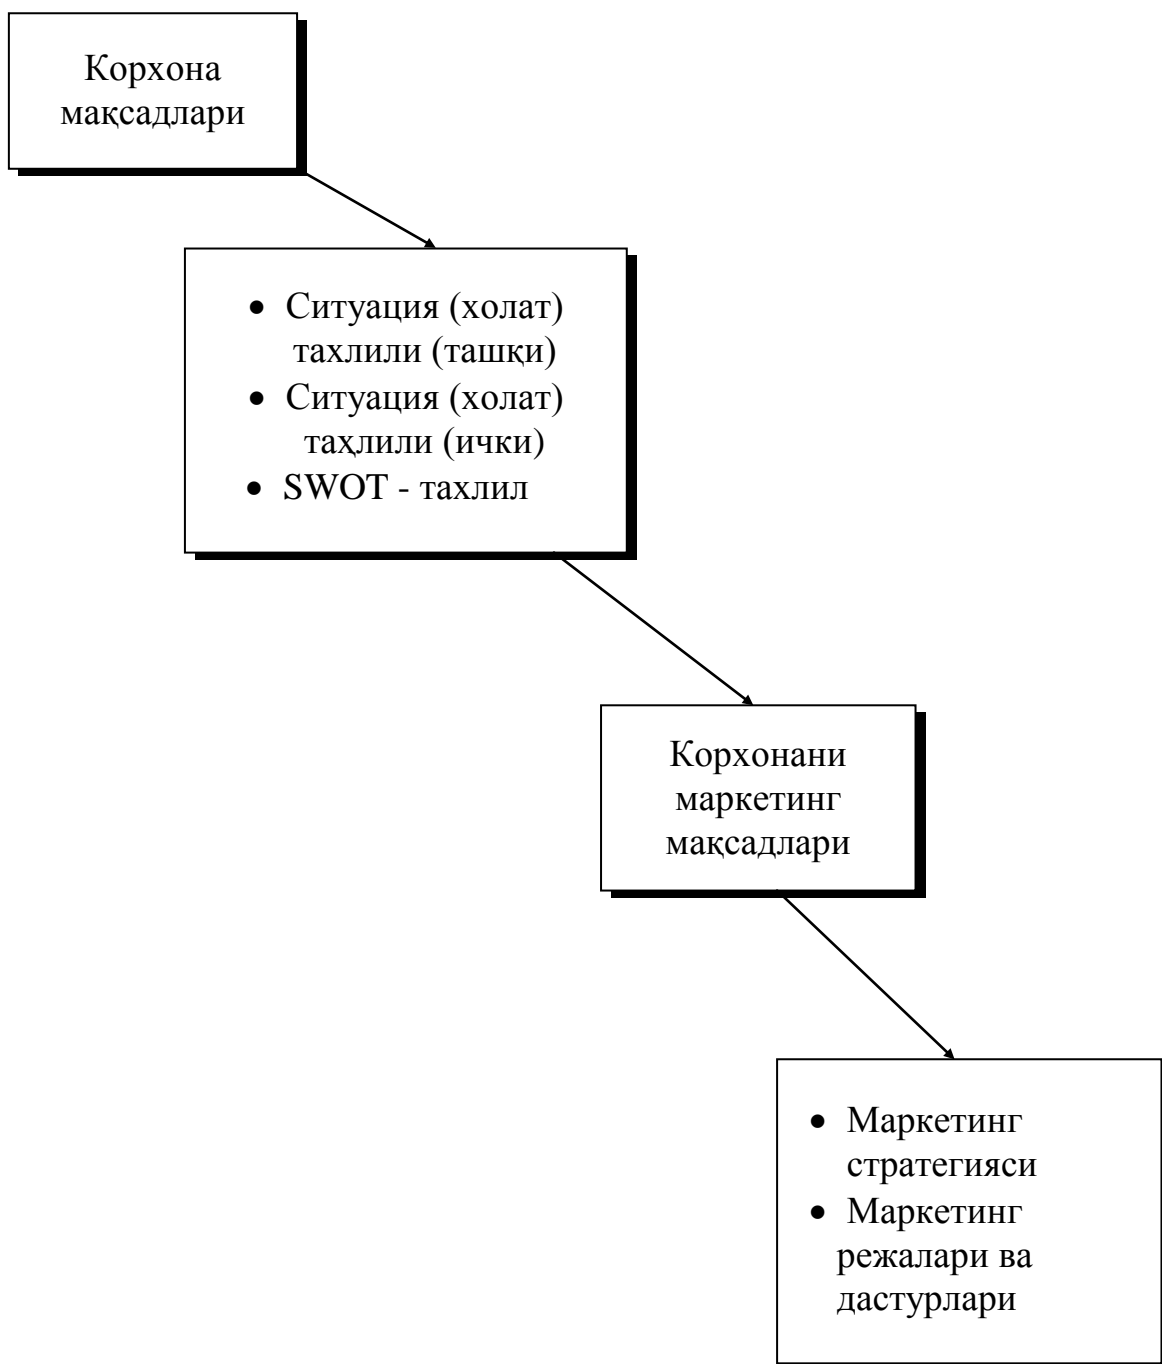 Корхона
мақсадлари
• Ситуация (холат)
тахлили (ташқи)
• Ситуация (холат)
таҳлили (ички)
• SWOT - тахлил
Корхонани
маркетинг
мақсадлари
• Маркетинг
стратегияси
• Маркетинг
режалари ва
дастурлари